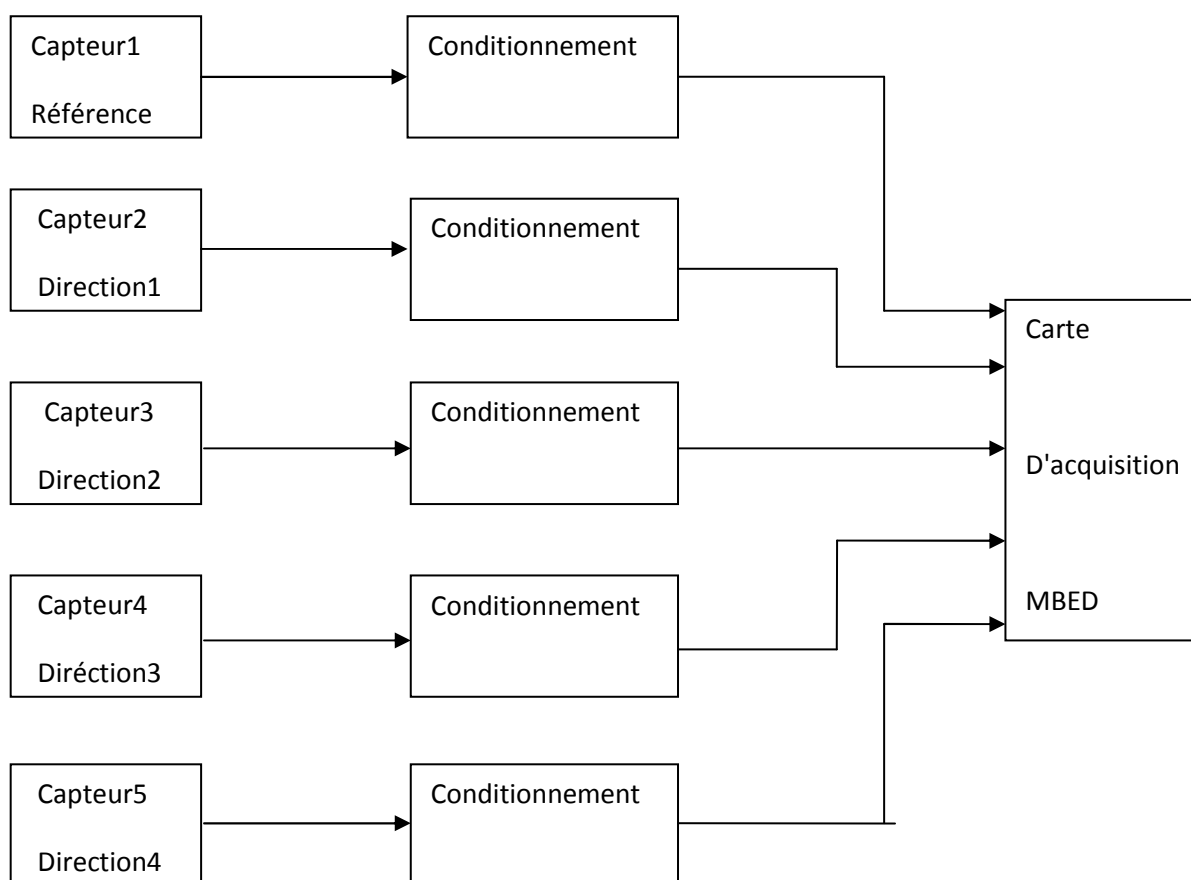 Capteur1
Référence
Conditionnement
Capteur2
Direction1
Conditionnement
Capteur3
Direction2
Conditionnement
Capteur4
Diréction3
Conditionnement
Capteur5
Direction4
Conditionnement
Carte
D'acquisition
MBED